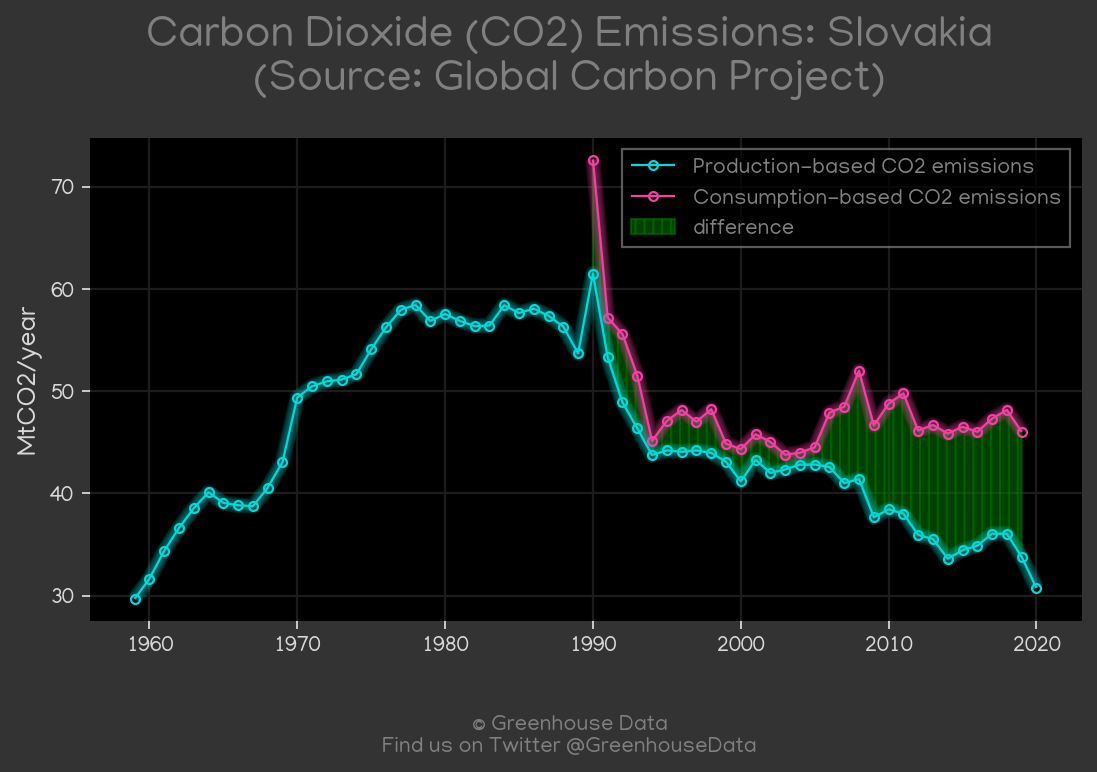 Carbon Dioxide (CO2) Emissions: Slovakia
(Source: Global Carbon Project)
Production-based CO2 emissions
Consumption-based CO2 emissions
difference
MtCO2/year
70
60
50
40
30
1960 1970 1980 1990 2000 2010 2020
© Greenhouse Data
Find us on Twitter @GreenhouseData